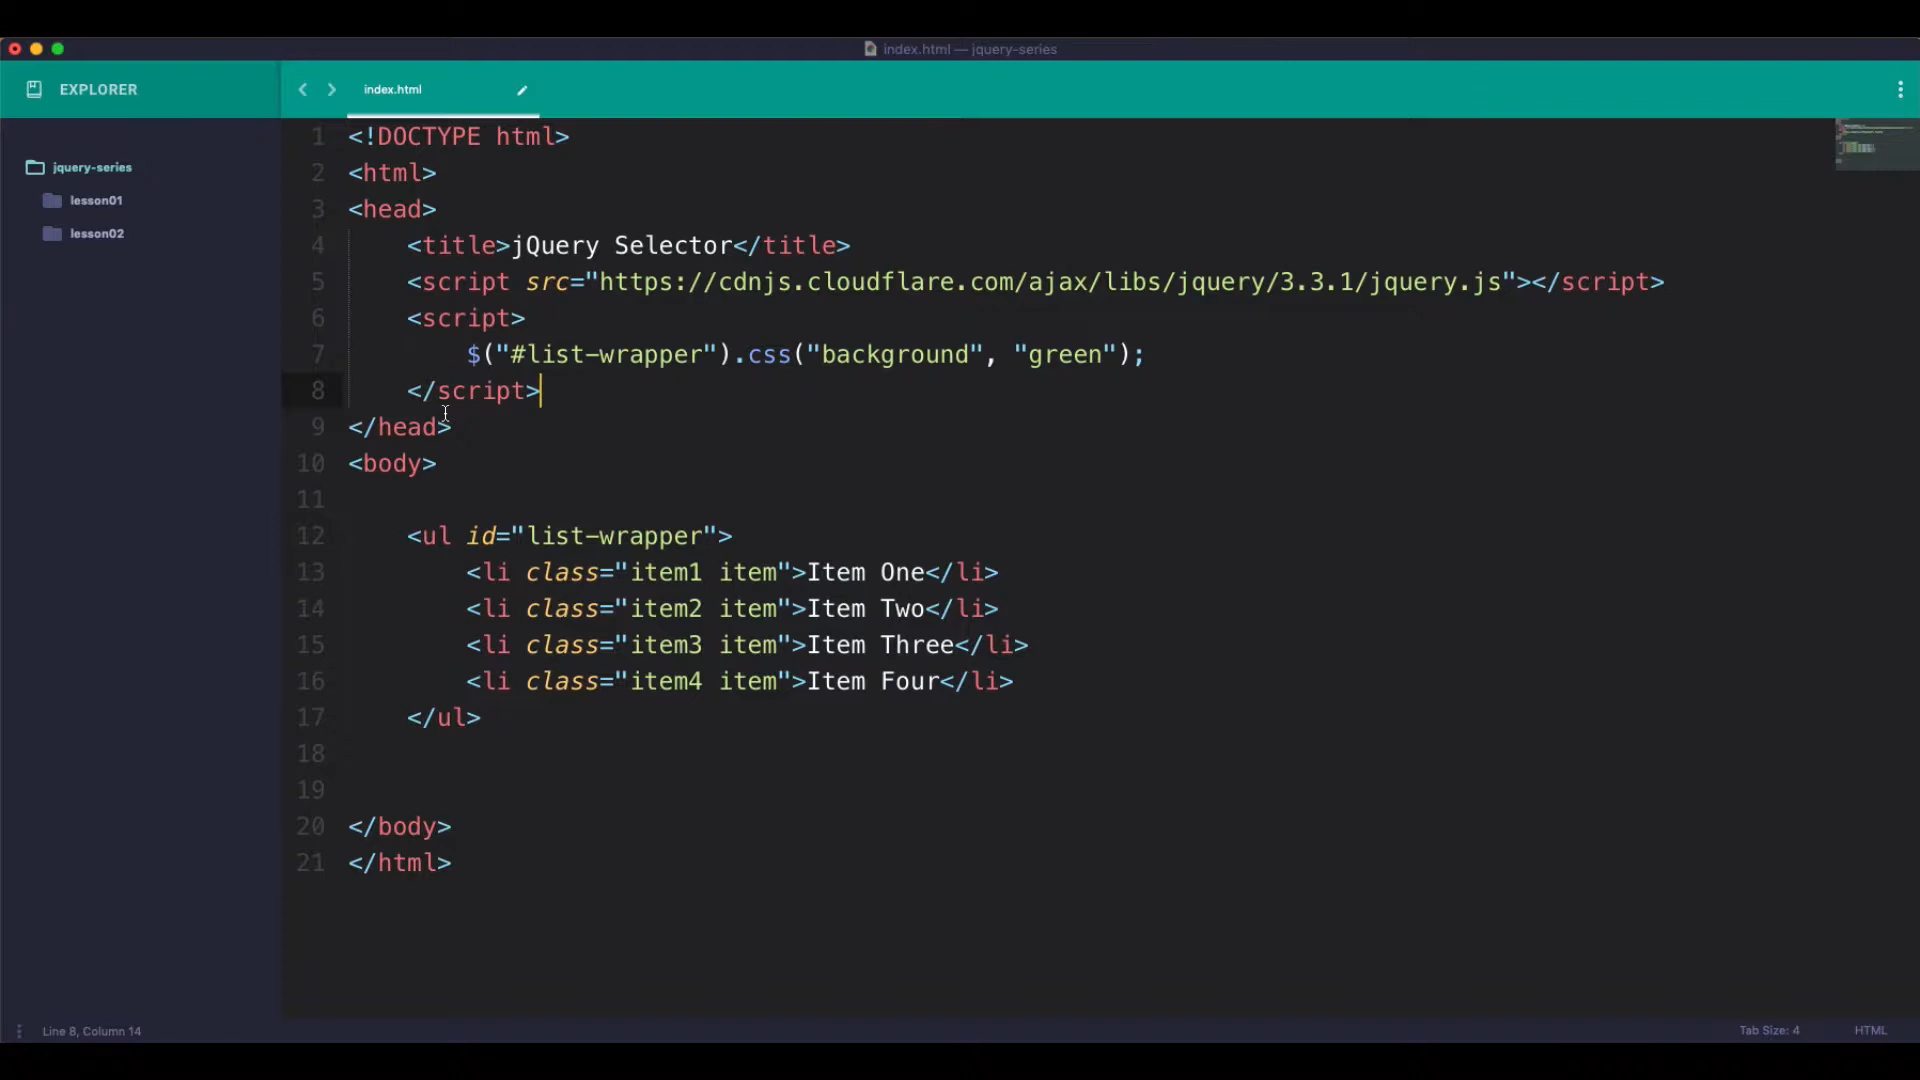 index.html — jquery-series
EXPLORER
index.html
jquery-series
lesson01
lesson02
1 <!DOCTYPE html>
2 <html>
3 <head>
4 <title>jQuery Selector</title>
5 <script src="https://cdnjs.cloudflare.com/ajax/libs/jquery/3.3.1/jquery.js"></script>
6 <script>
7 $("#list-wrapper").css("background", "green");
8 </script>
9 </head>
10 <body>
11
12 <ul id="list-wrapper">
13 <li class="item1 item">Item One</li>
14 <li class="item2 item">Item Two</li>
15 <li class="item3 item">Item Three</li>
16 <li class="item4 item">Item Four</li>
17 </ul>
18
19
20 </body>
21 </html>
Line 8, Column 14
Tab Size: 4
HTML